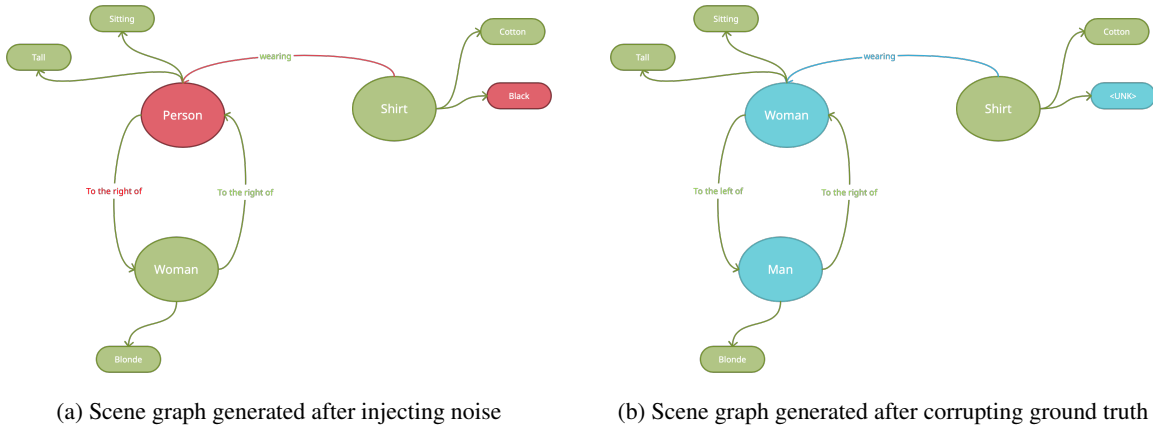 Sitting
Tall
wearing
Cotton
Black
Person
Shirt
To the right of
To the right of
Woman
Blonde
(a) Scene graph generated after injecting noise
Sitting
Tall
wearing
Cotton
<UNK>
Woman
Shirt
To the left of
To the right of
Man
Blonde
(b) Scene graph generated after corrupting ground truth